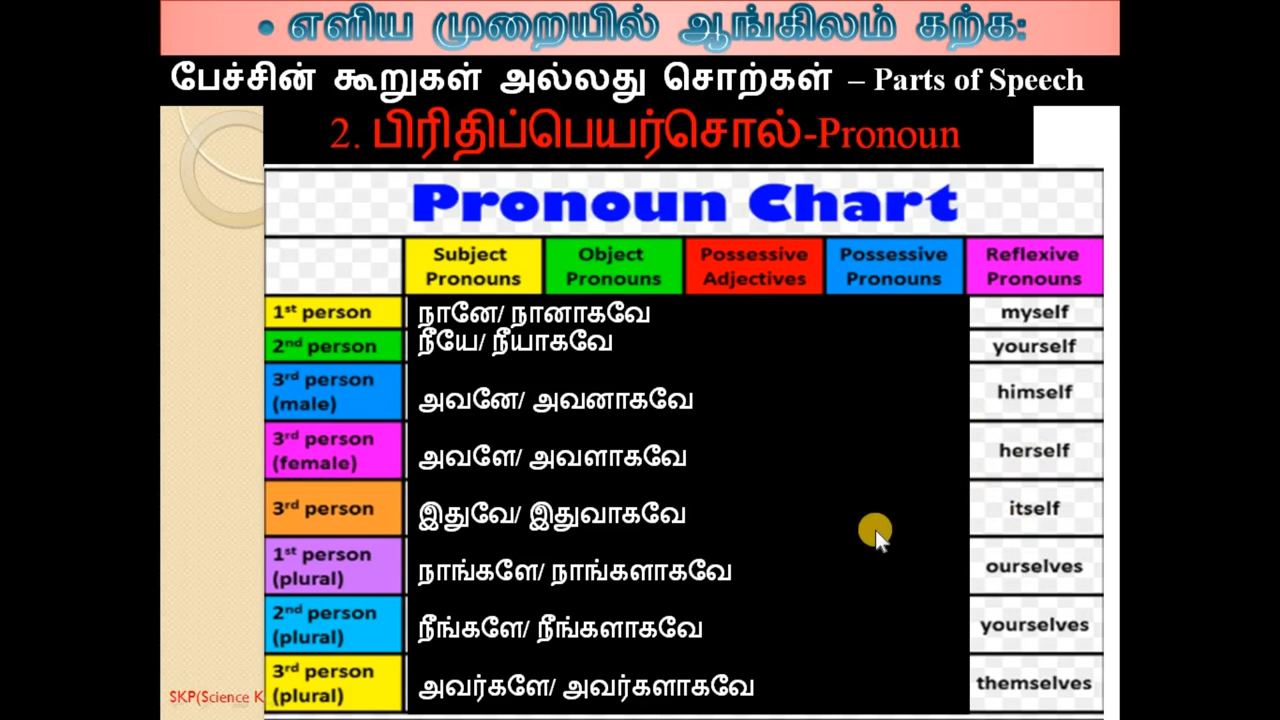 • எளிய முறையில் ஆங்கிலம் கற்க:
பேச்சின் கூறுகள் அல்லது சொற்கள் – Parts of Speech
2. பிரிதிப்பெயர்சொல்-Pronoun
Pronoun Chart
Subject Pronouns Object Pronouns Possessive Adjectives Possessive Pronouns Reflexive Pronouns
1st person நானே/ நானாகவே myself
2nd person நீயே/ நீயாகவே yourself
3rd person (male) அவனே/ அவனாகவே himself
3rd person (female) அவளே/ அவளாகவே herself
3rd person இதுவே/ இதுவாகவே itself
1st person (plural) நாங்களே/ நாங்களாகவே ourselves
2nd person (plural) நீங்களே/ நீங்களாகவே yourselves
3rd person (plural) அவர்களே/ அவர்களாகவே themselves
SKP(Science K